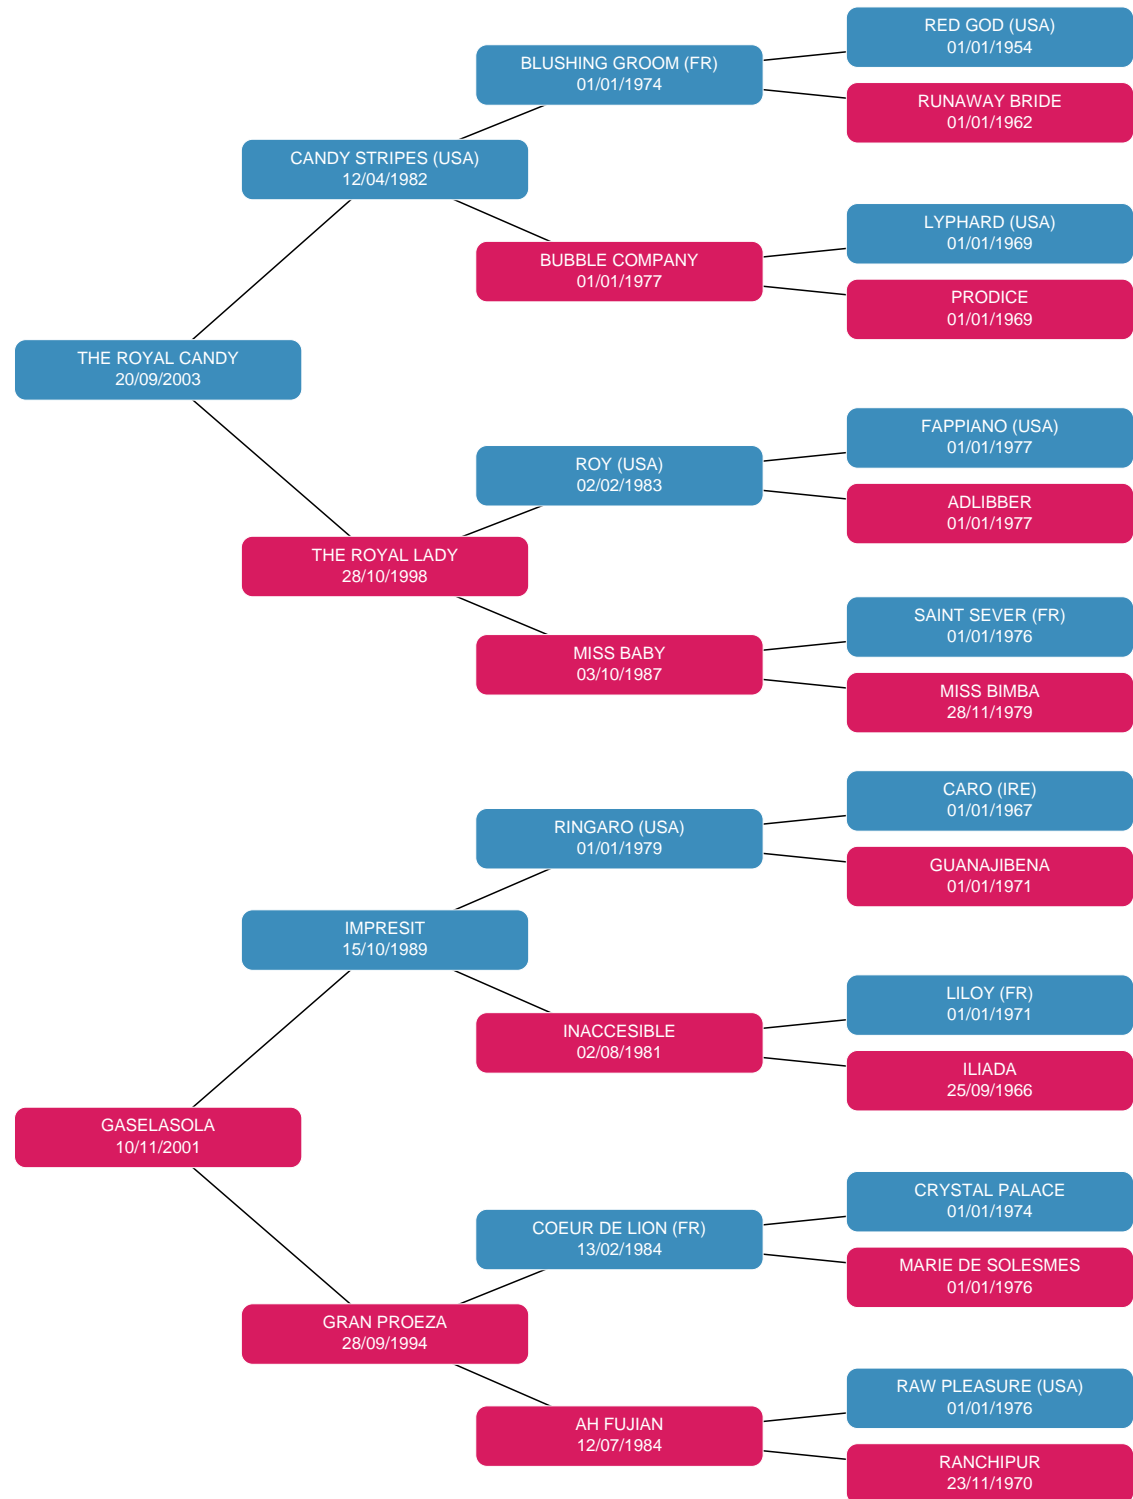 RED GOD (USA)
01/01/1954
BLUSHING GROOM (FR)
01/01/1974
RUNAWAY BRIDE
01/01/1962
CANDY STRIPES (USA)
12/04/1982
LYPHARD (USA)
01/01/1969
BUBBLE COMPANY
01/01/1977
PRODICE
01/01/1969
THE ROYAL CANDY
20/09/2003
FAPPIANO (USA)
01/01/1977
ROY (USA)
02/02/1983
ADLIBBER
01/01/1977
THE ROYAL LADY
28/10/1998
SAINT SEVER (FR)
01/01/1976
MISS BABY
03/10/1987
MISS BIMBA
28/11/1979
CARO (IRE)
01/01/1967
RINGARO (USA)
01/01/1979
GUANAJIBENA
01/01/1971
IMPRESIT
15/10/1989
LILOY (FR)
01/01/1971
INACCESIBLE
02/08/1981
ILIADA
25/09/1966
GASELASOLA
10/11/2001
CRYSTAL PALACE
01/01/1974
COEUR DE LION (FR)
13/02/1984
MARIE DE SOLESMES
01/01/1976
GRAN PROEZA
28/09/1994
RAW PLEASURE (USA)
01/01/1976
AH FUJIAN
12/07/1984
RANCHIPUR
23/11/1970